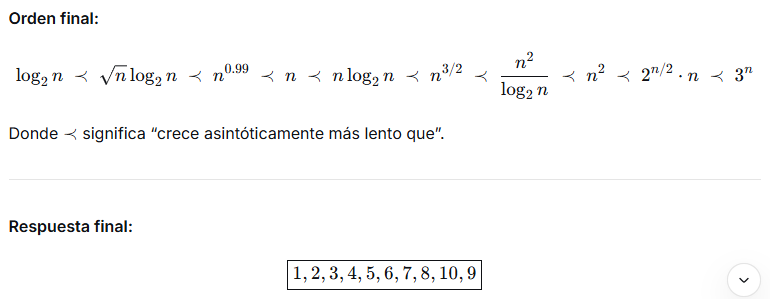 Orden final:
log₂ n ≺ √n log₂ n ≺ n^0.99 ≺ n ≺ n log₂ n ≺ n^3/2 ≺ n²/log₂ n ≺ n² ≺ 2^n/2 · n ≺ 3^n
Donde ≺ significa “crece asintóticamente más lento que”.
Respuesta final:
1, 2, 3, 4, 5, 6, 7, 8, 10, 9